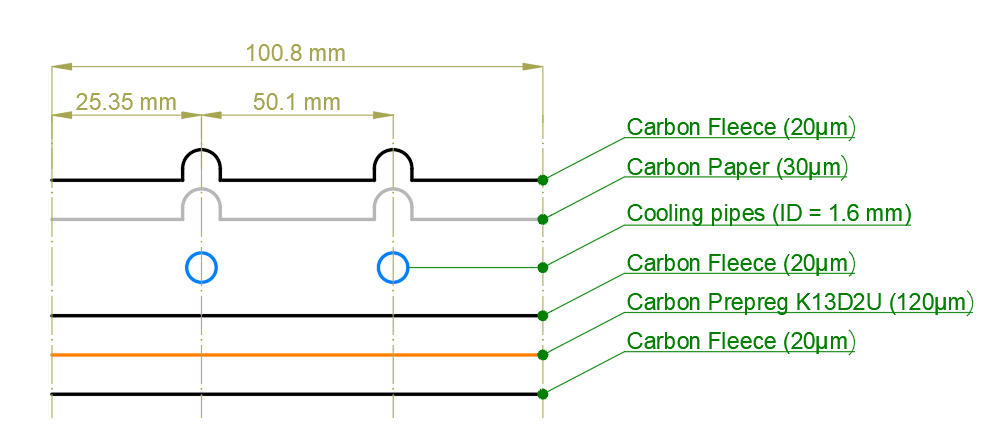 100.8 mm
25.35 mm
50.1 mm
Carbon Fleece (20µm)
Carbon Paper (30µm)
Cooling pipes (ID = 1.6 mm)
Carbon Fleece (20µm)
Carbon Prepreg K13D2U (120µm)
Carbon Fleece (20µm)